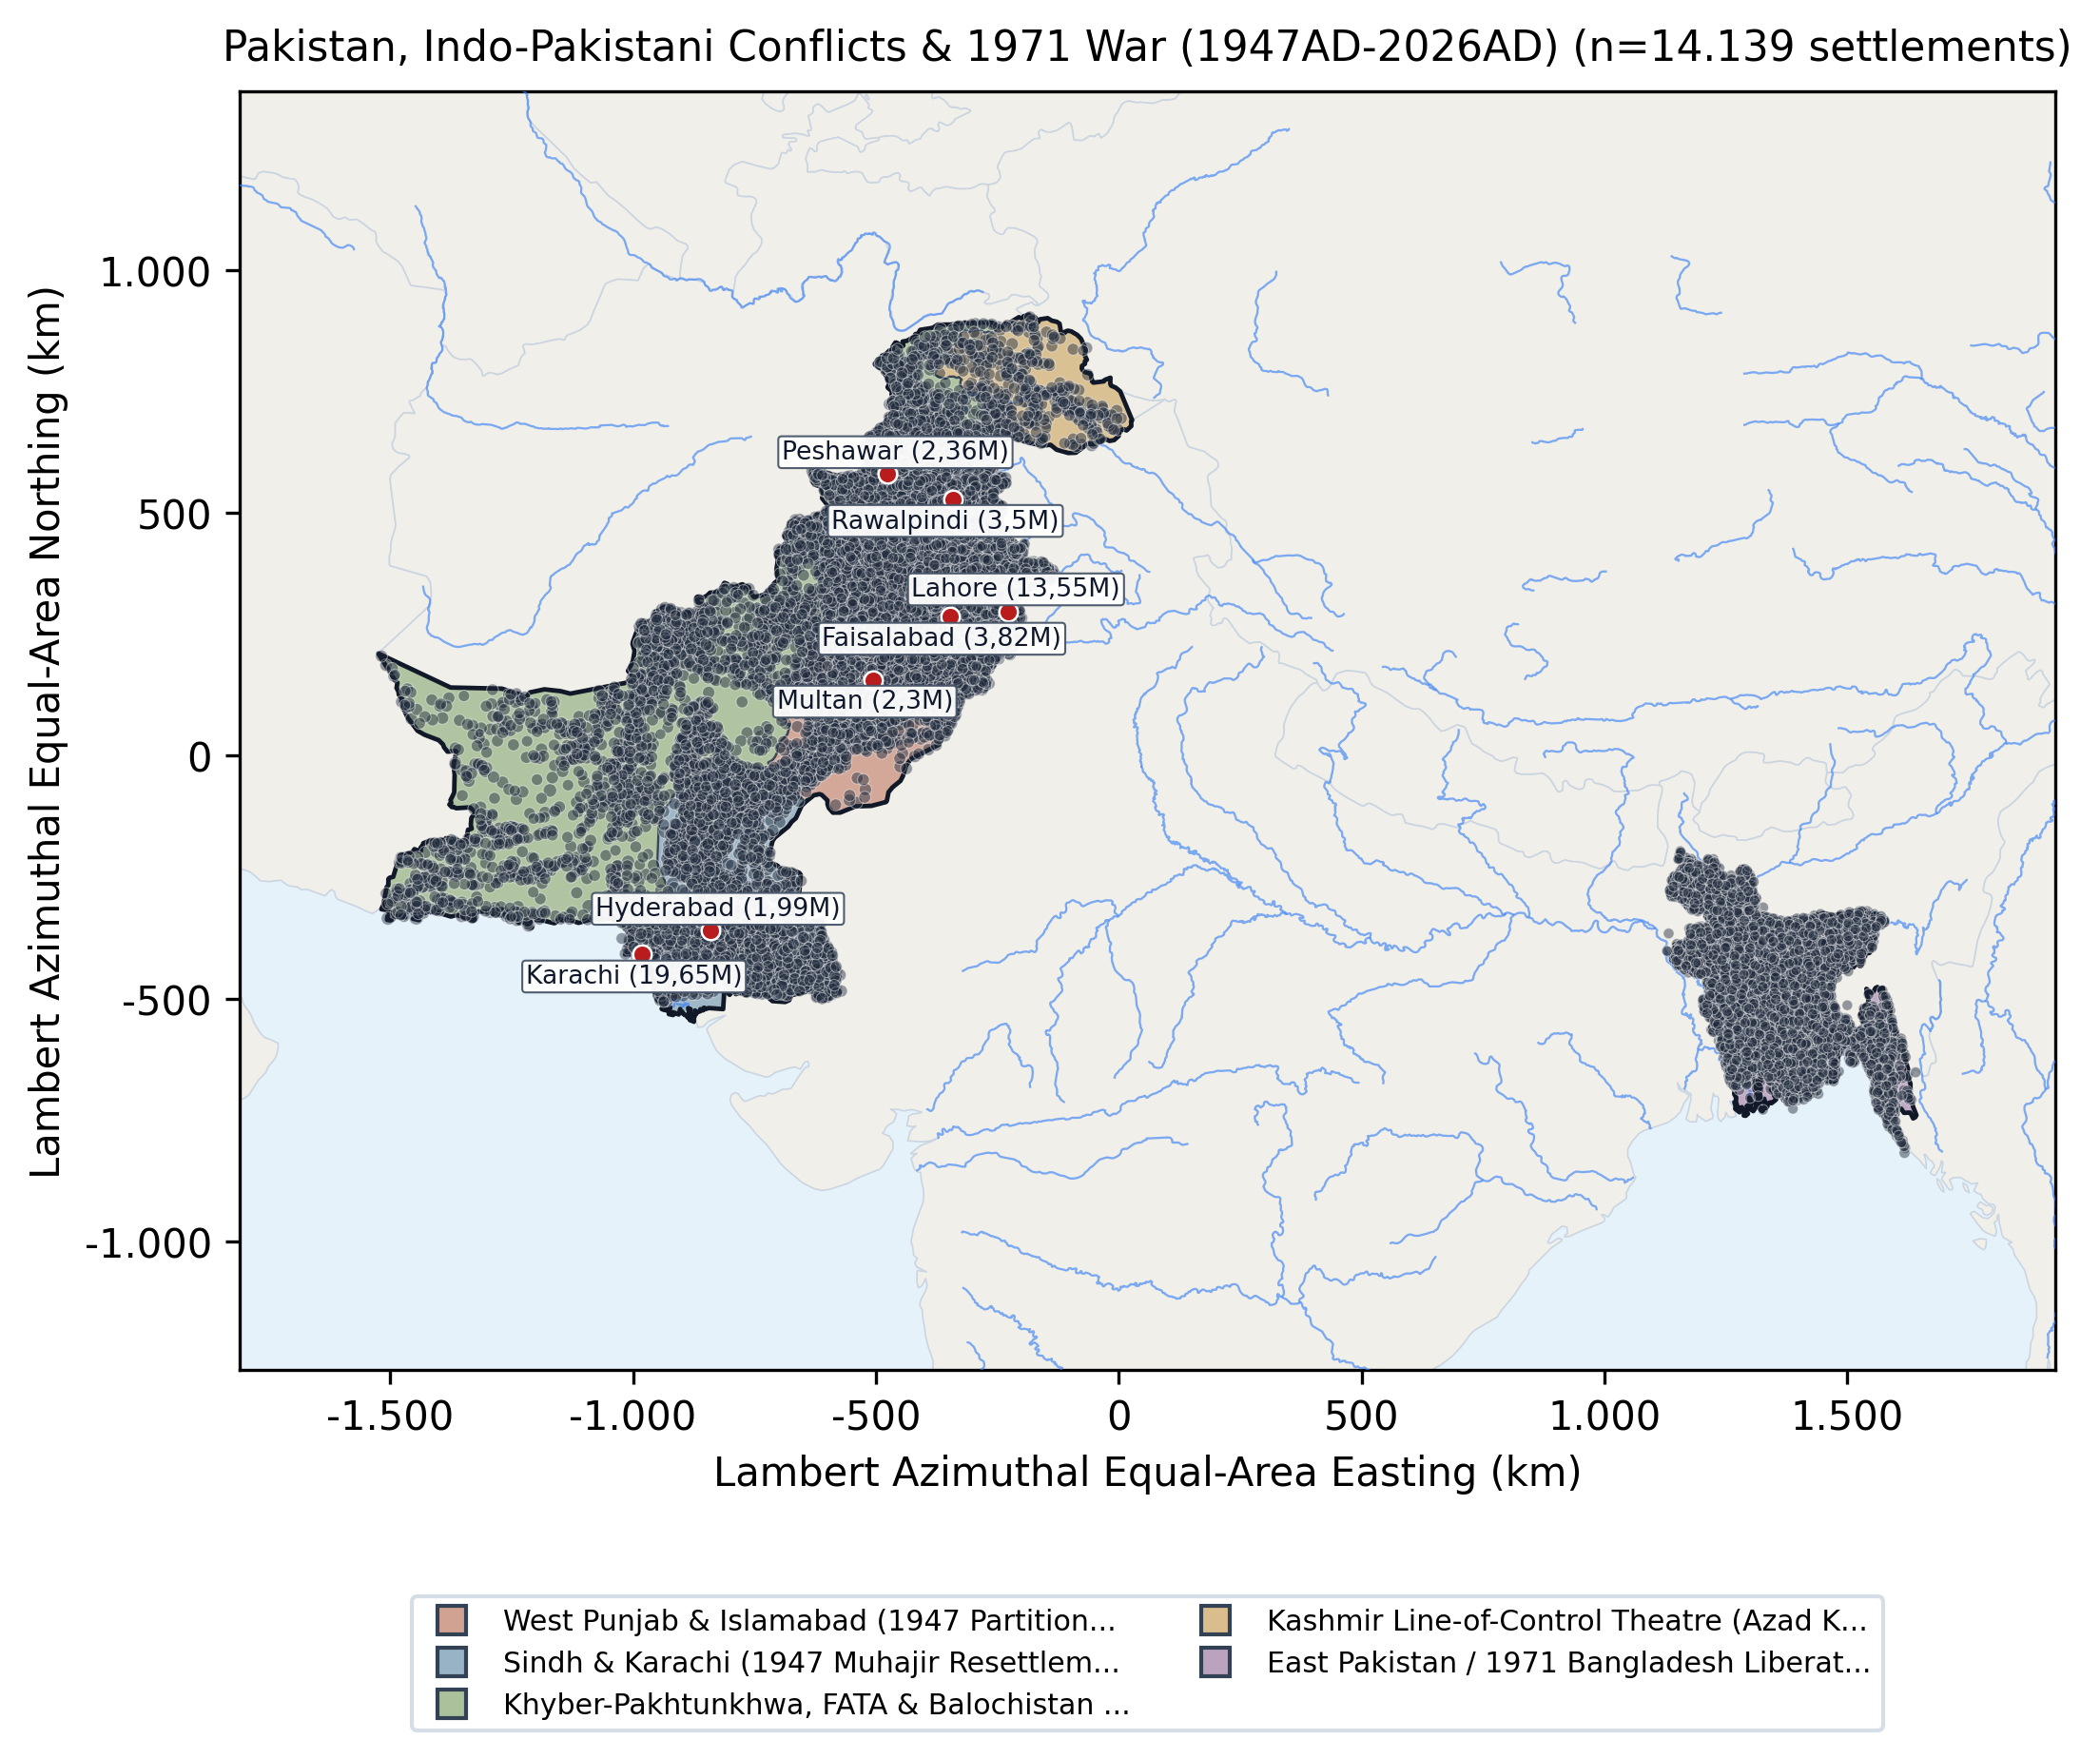 Pakistan, Indo-Pakistani Conflicts & 1971 War (1947AD-2026AD) (n=14.139 settlements)
Lambert Azimuthal Equal-Area Northing (km)
1.000
500
0
-500
-1.000
Peshawar (2,36M)
Rawalpindi (3,5M)
Lahore (13,55M)
Faisalabad (3,82M)
Multan (2,3M)
Hyderabad (1,99M)
Karachi (19,65M)
-1.500
-1.000
-500
0
500
1.000
1.500
Lambert Azimuthal Equal-Area Easting (km)
West Punjab & Islamabad (1947 Partition...
Sindh & Karachi (1947 Muhajir Resettlem...
Khyber-Pakhtunkhwa, FATA & Balochistan ...
Kashmir Line-of-Control Theatre (Azad K...
East Pakistan / 1971 Bangladesh Liberat...